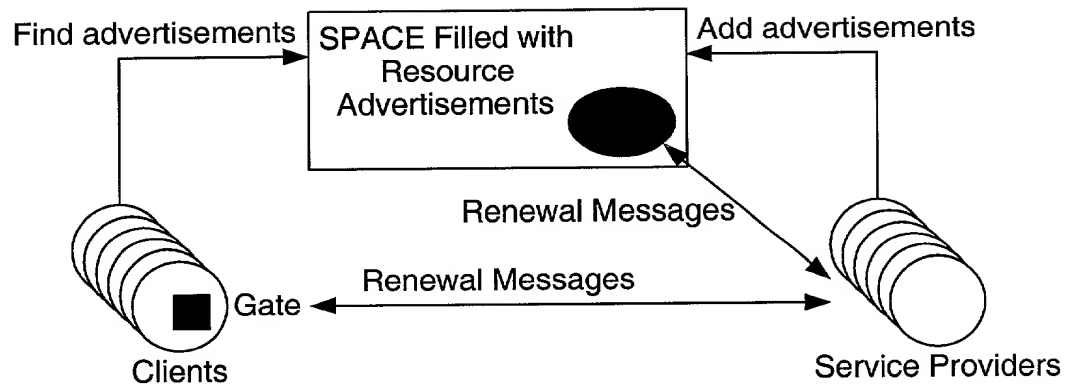 Find advertisements
SPACE Filled with
Resource
Advertisements
Add advertisements
Renewal Messages
Renewal Messages
Gate
Clients
Service Providers